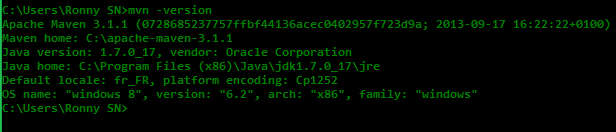 C:\Users\Ronny SN>mvn -version
Apache Maven 3.1.1 (0728685237757ffbf44136acec0402957f723d9a; 2013-09-17 16:22:22+0100)
Maven home: C:\apache-maven-3.1.1
Java version: 1.7.0_17, vendor: Oracle Corporation
Java home: C:\Program Files (x86)\Java\jdk1.7.0_17\jre
Default locale: fr_FR, platform encoding: Cp1252
OS name: "windows 8", version: "6.2", arch: "x86", family: "windows"
C:\Users\Ronny SN>